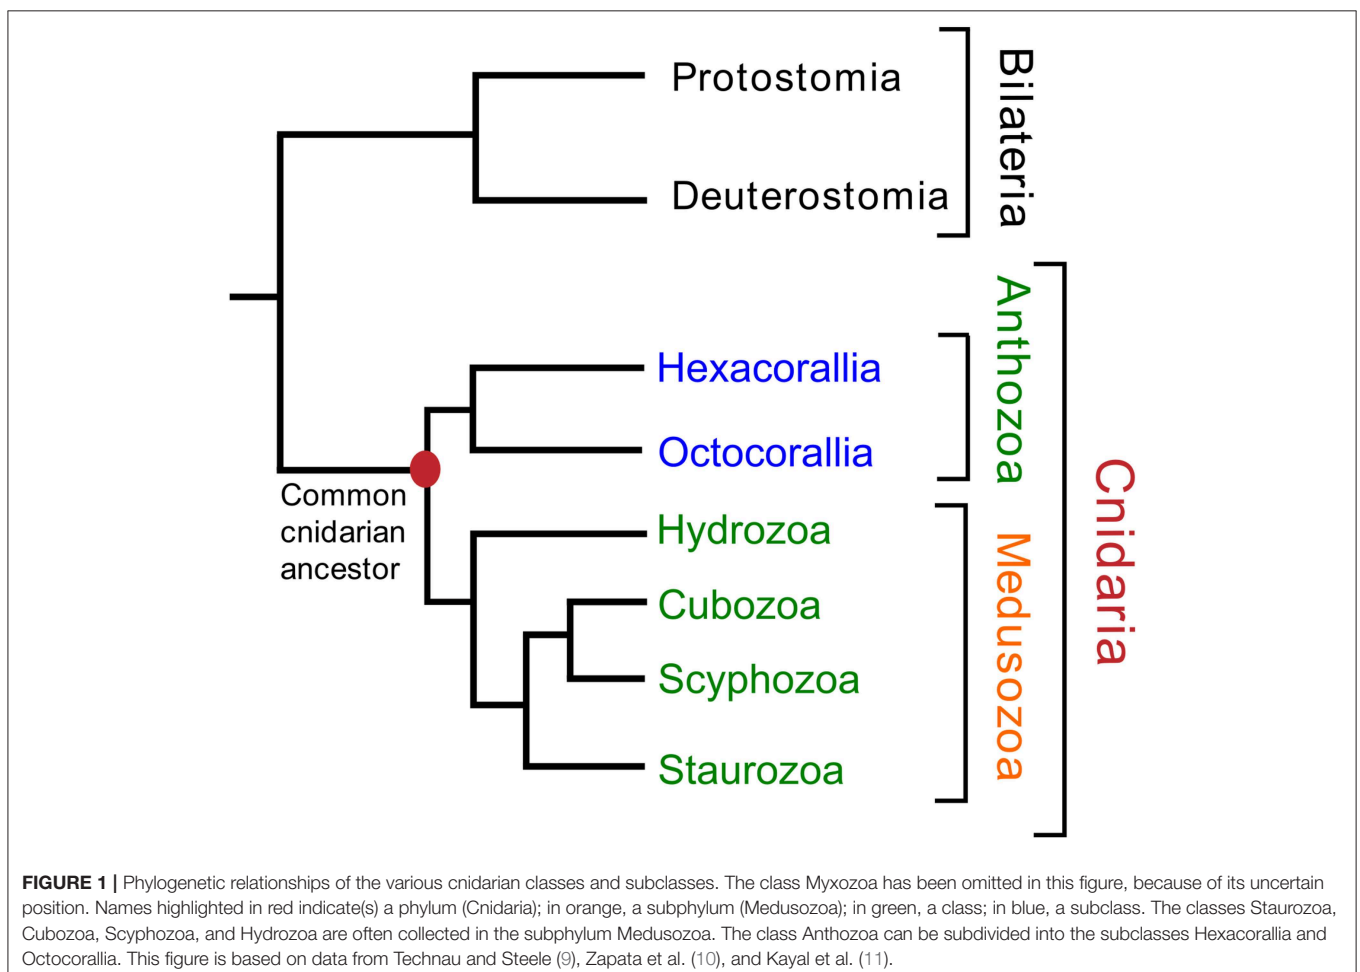 Protostomia
Deuterostomia
Bilateria
Hexacorallia
Octocorallia
Anthozoa
Common
cnidarian
ancestor
Hydrozoa
Cubozoa
Scyphozoa
Staurozoa
Medusozoa
Cnidaria
FIGURE 1 | Phylogenetic relationships of the various cnidarian classes and subclasses. The class Myxozoa has been omitted in this figure, because of its uncertain
position. Names highlighted in red indicate(s) a phylum (Cnidaria); in orange, a subphylum (Medusozoa); in green, a class; in blue, a subclass. The classes Staurozoa,
Cubozoa, Scyphozoa, and Hydrozoa are often collected in the subphylum Medusozoa. The class Anthozoa can be subdivided into the subclasses Hexacorallia and
Octocorallia. This figure is based on data from Technau and Steele (9), Zapata et al. (10), and Kayal et al. (11).